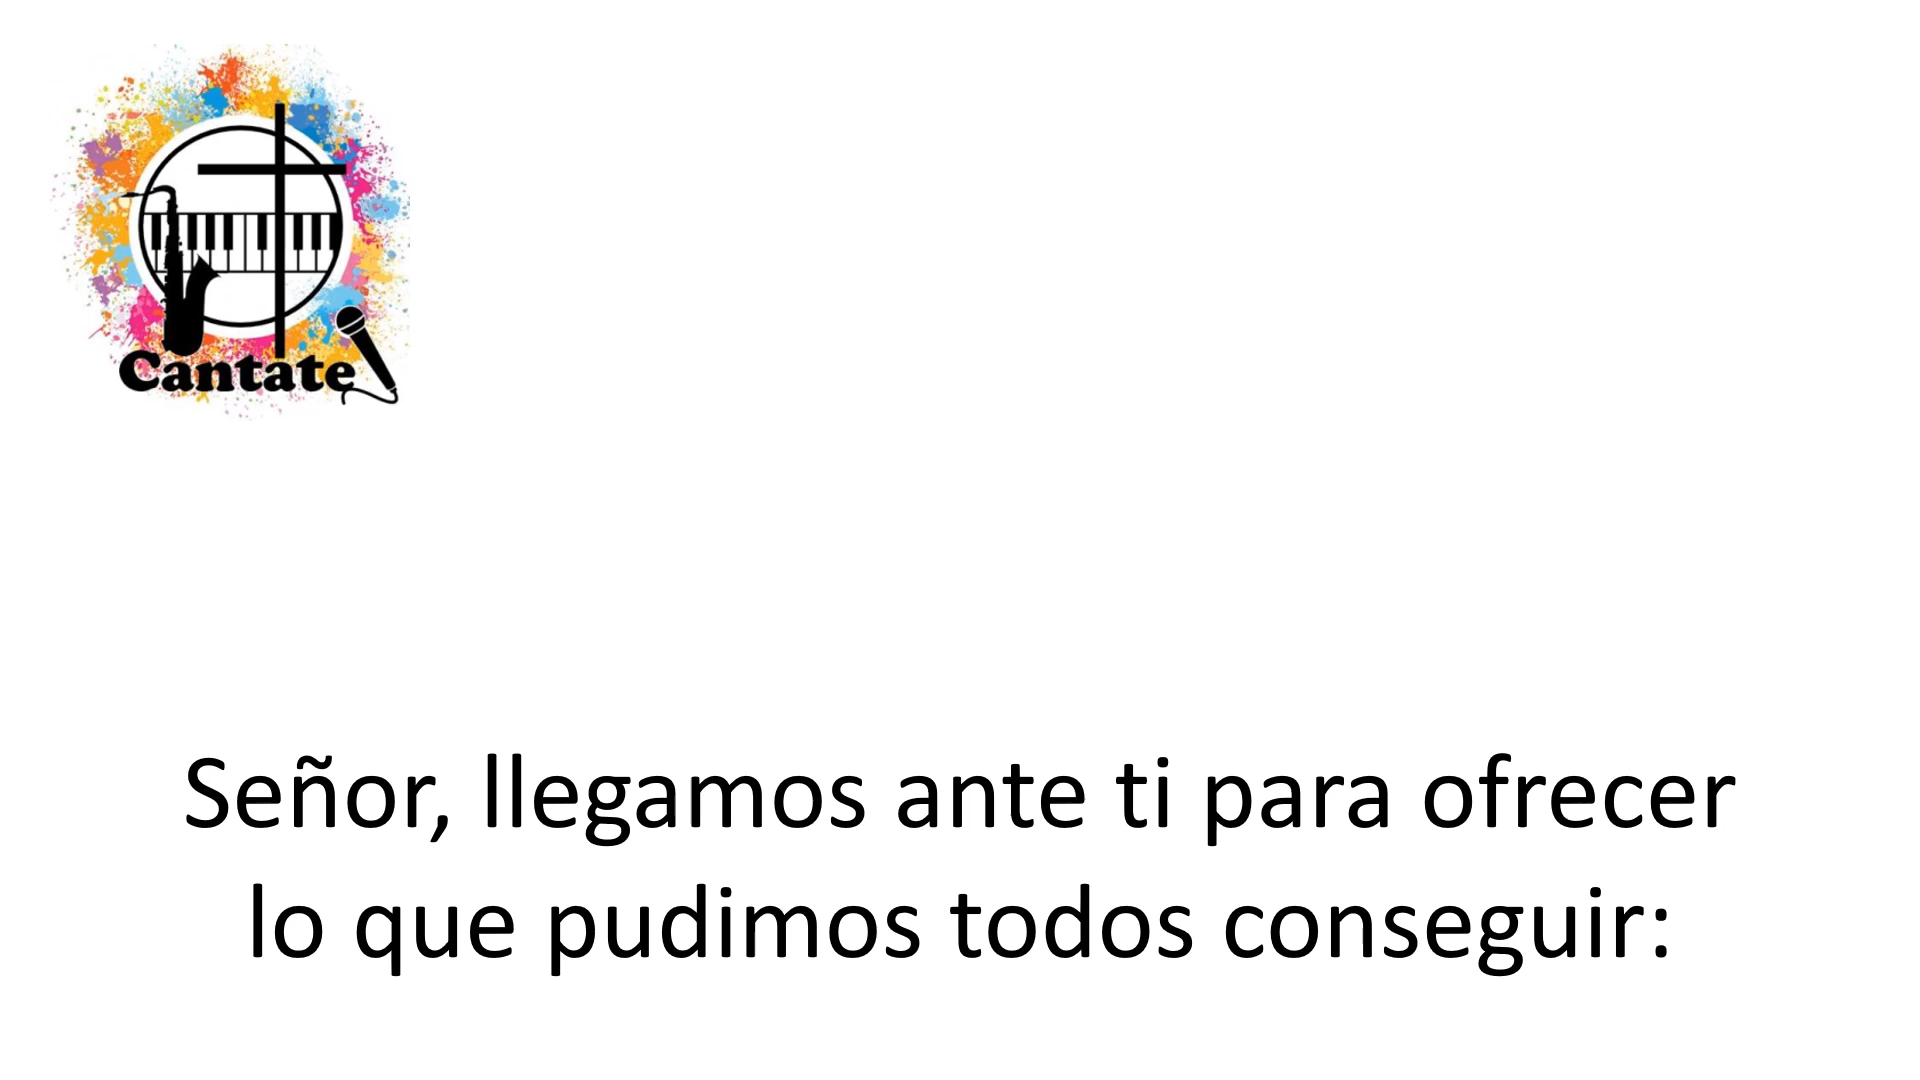 Cantate
Señor, llegamos ante ti para ofrecer
lo que pudimos todos conseguir: